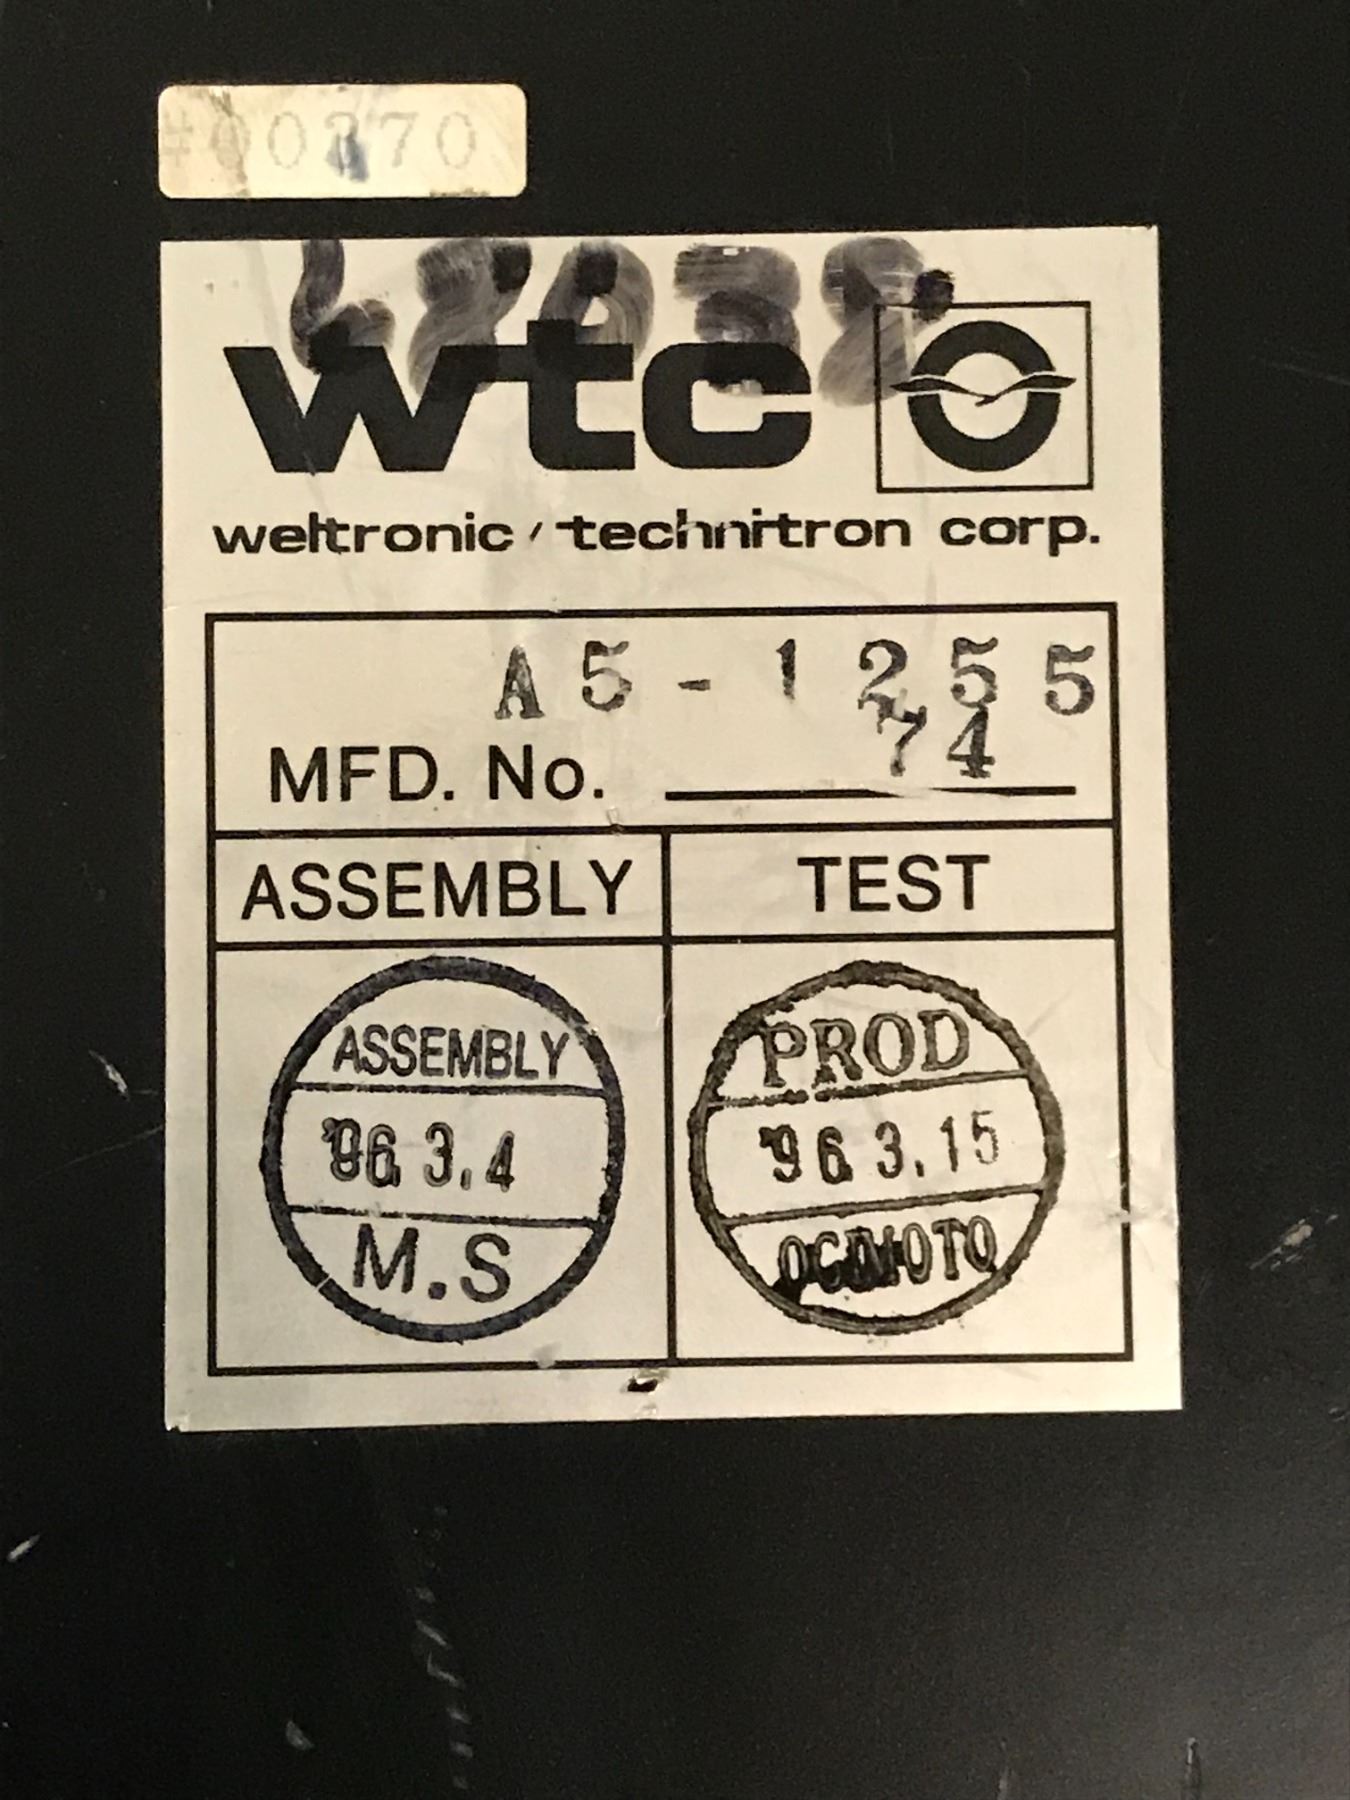 wtc
weltronic/technitron corp.
A5-1255
74
MFD. No.
ASSEMBLY TEST
ASSEMBLY
'96.3.4
M.S
PROD
'96.3.15